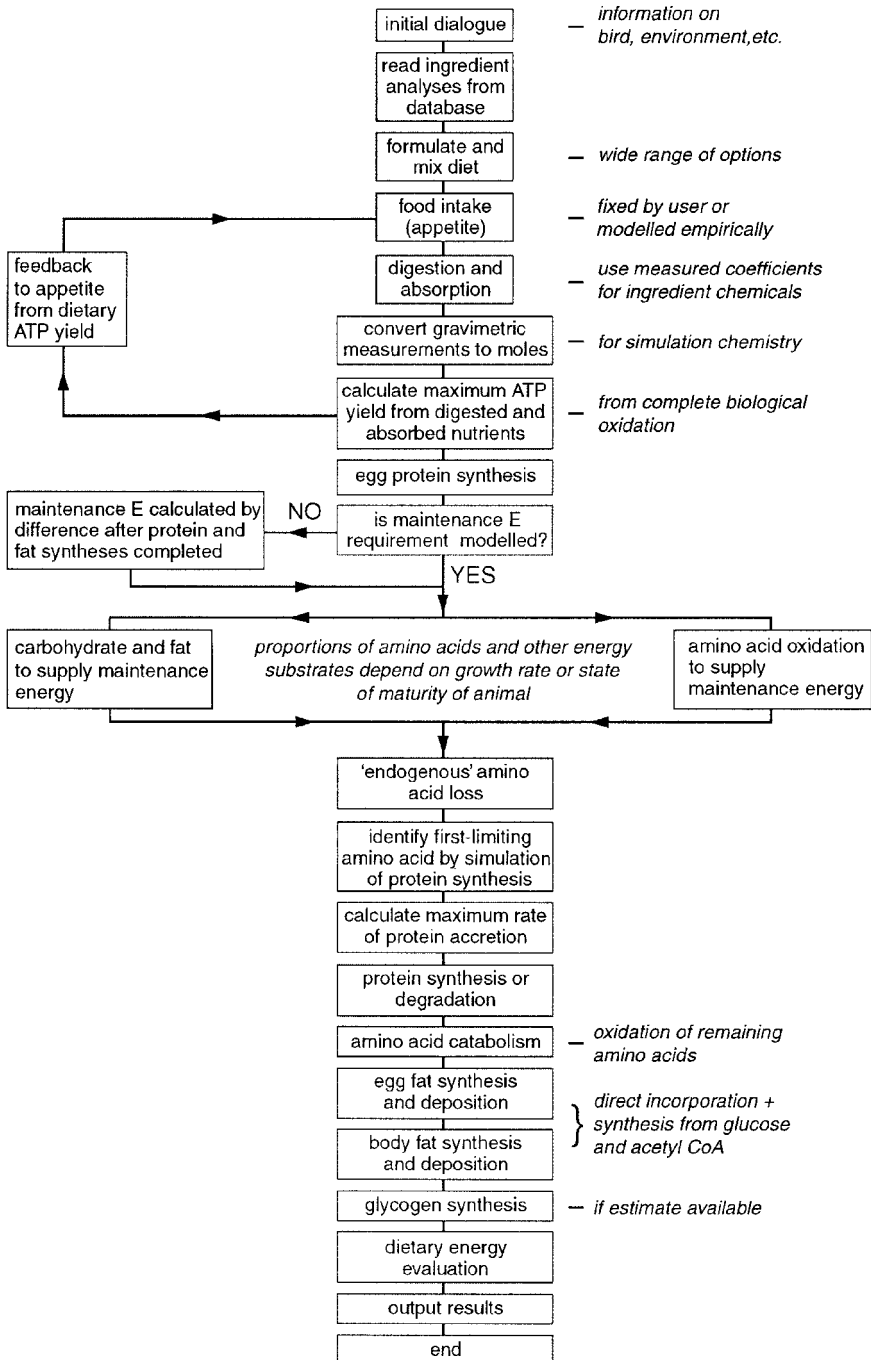 initial dialogue
— information on
bird, environment,etc.
read ingredient
analyses from
database
formulate and
mix diet
— wide range of options
food intake
(appetite)
— fixed by user or
modelled empirically
feedback
to appetite
from dietary
ATP yield
digestion and
absorption
— use measured coefficients
for ingredient chemicals
convert gravimetric
measurements to moles
— for simulation chemistry
calculate maximum ATP
yield from digested and
absorbed nutrients
— from complete biological
oxidation
egg protein synthesis
maintenance E calculated by
difference after protein and
fat syntheses completed
NO
is maintenance E
requirement modelled?
YES
carbohydrate and fat
to supply maintenance
energy
proportions of amino acids and other energy
substrates depend on growth rate or state
of maturity of animal
amino acid oxidation
to supply
maintenance energy
'endogenous' amino
acid loss
identify first-limiting
amino acid by simulation
of protein synthesis
calculate maximum rate
of protein accretion
protein synthesis or
degradation
amino acid catabolism
— oxidation of remaining
amino acids
egg fat synthesis
and deposition
body fat synthesis
and deposition
} direct incorporation +
synthesis from glucose
and acetyl CoA
glycogen synthesis
— if estimate available
dietary energy
evaluation
output results
end